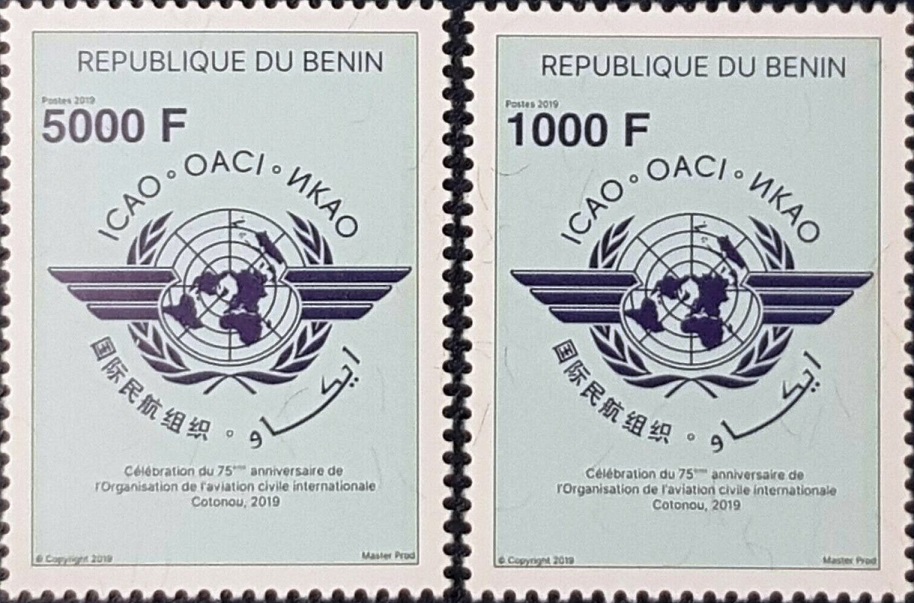 REPUBLIQUE DU BENIN
Postes 2019
5000 F
ICAO ° OACI ° ИКАО
国际民航组织 ° ايكاو
Célébration du 75ème anniversaire de
l'Organisation de l'aviation civile internationale
Cotonou, 2019
© Copyright 2019
Master Prod
REPUBLIQUE DU BENIN
Postes 2019
1000 F
ICAO ° OACI ° ИКАО
国际民航组织 ° ايكاو
Célébration du 75ème anniversaire de
l'Organisation de l'aviation civile internationale
Cotonou, 2019
© Copyright 2019
Master Prod